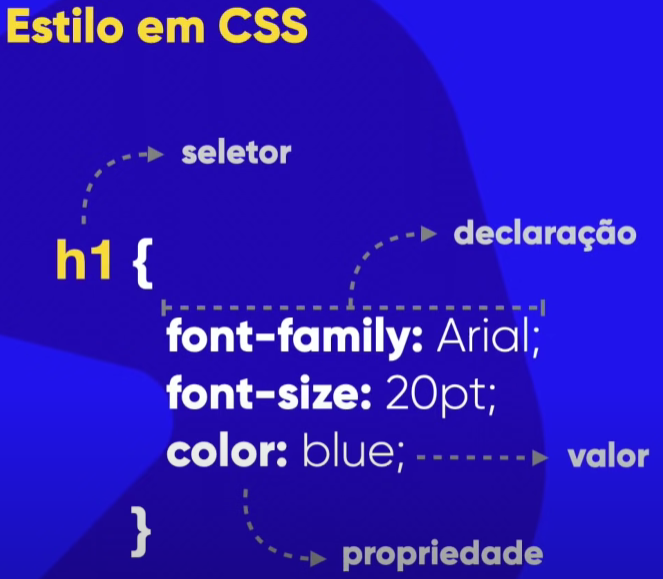 Estilo em CSS
seletor
declaração
h1 {
font-family: Arial;
font-size: 20pt;
color: blue;
valor
}
propriedade